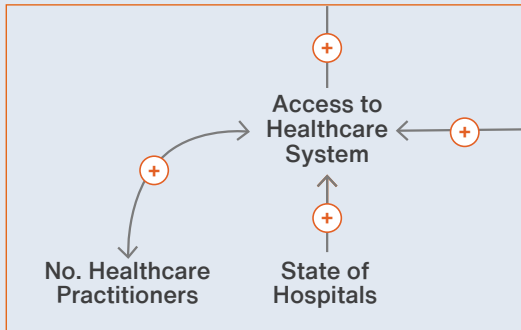 +
Access to
Healthcare
System
+
+
+
No. Healthcare
Practitioners
State of
Hospitals